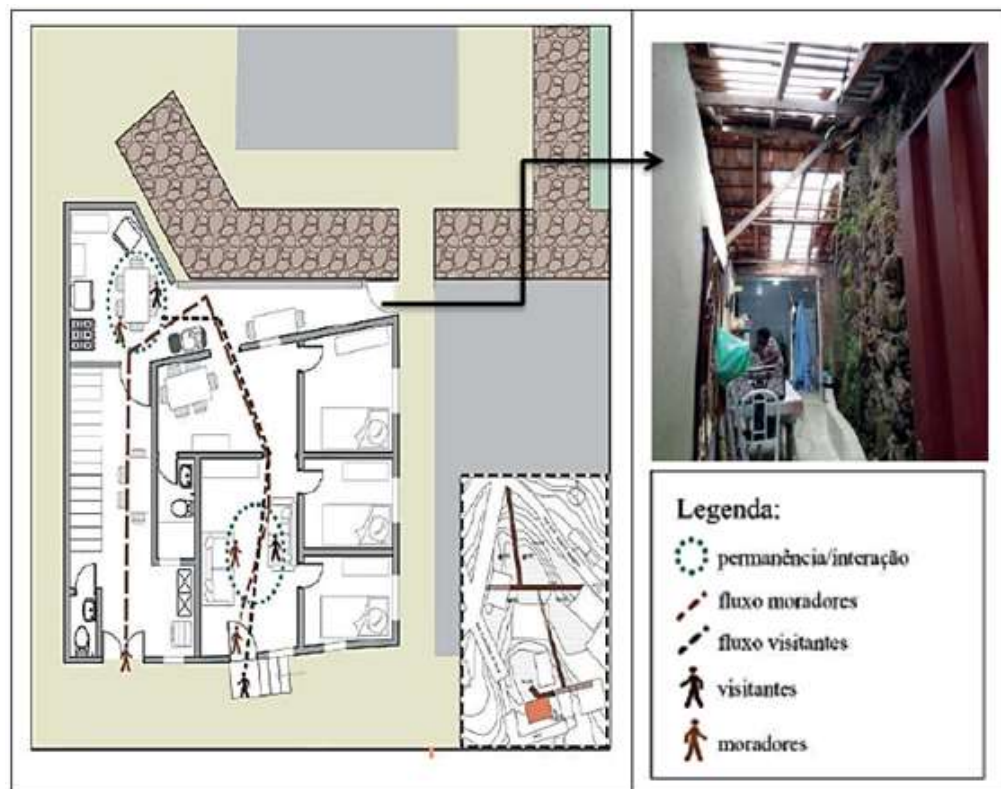 Legenda:
permanência/interação
fluxo moradores
fluxo visitantes
visitantes
moradores